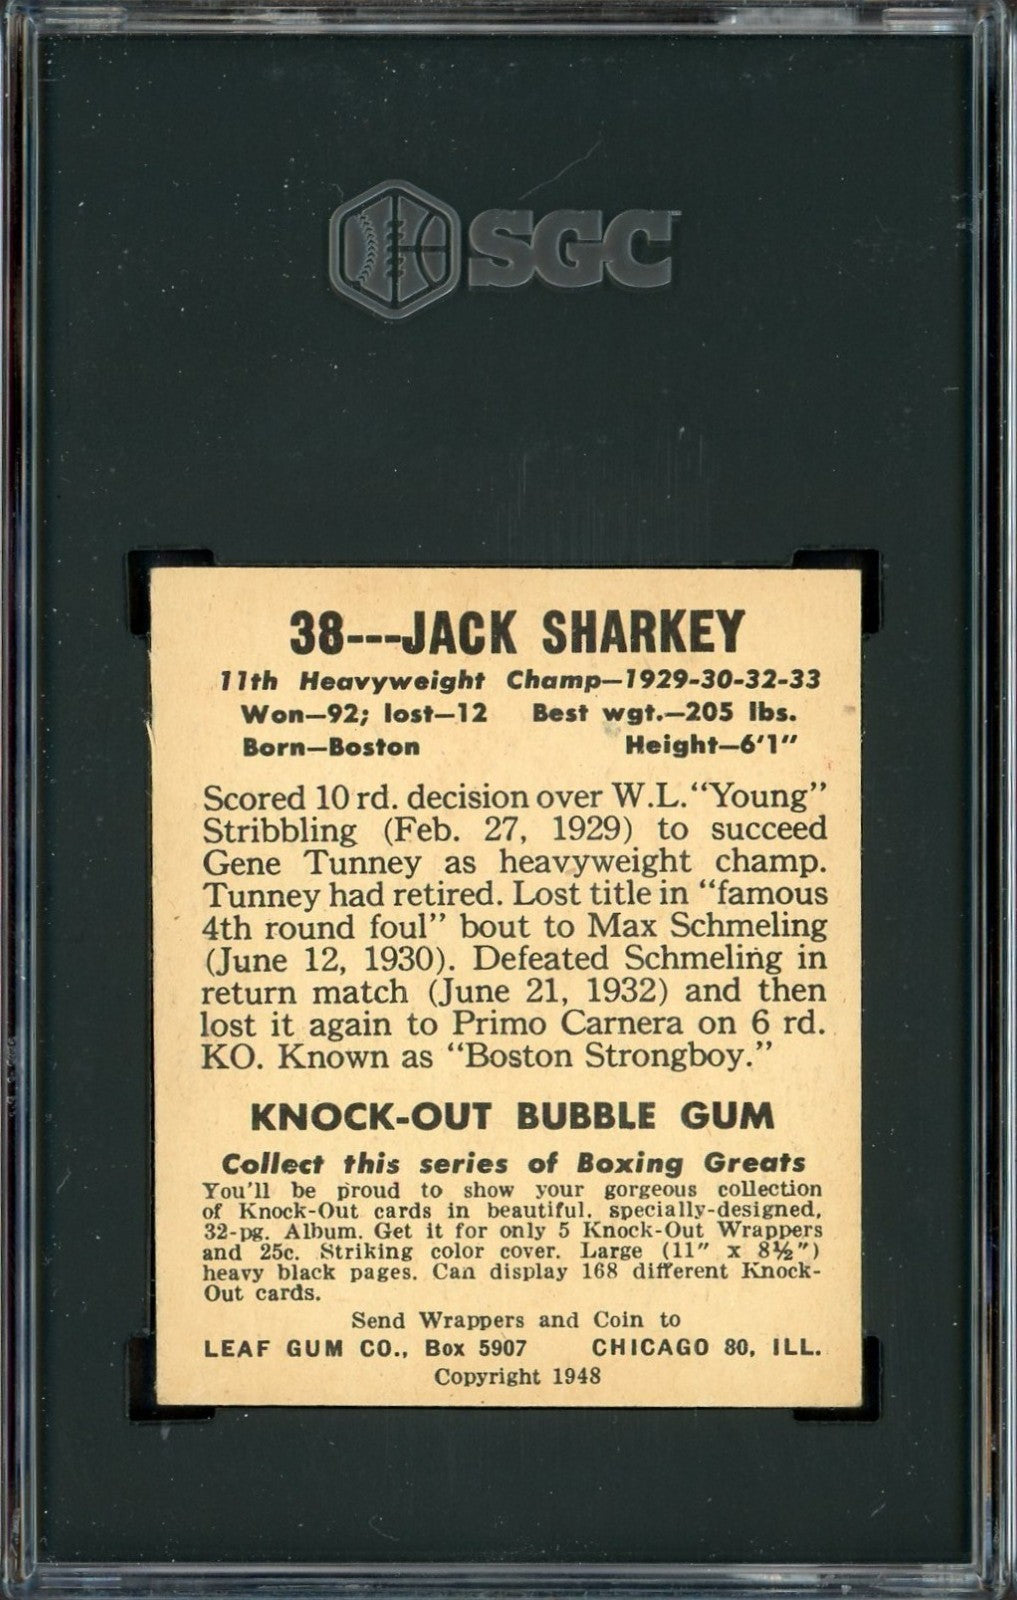 SGC
38---JACK SHARKEY
11th Heavyweight Champ—1929-30-32-33
Won—92; lost—12 Best wgt.—205 lbs.
Born—Boston Height—6'1"
Scored 10 rd. decision over W.L. "Young"
Stribbling (Feb. 27, 1929) to succeed
Gene Tunney as heavyweight champ.
Tunney had retired. Lost title in "famous
4th round foul" bout to Max Schmeling
(June 12, 1930). Defeated Schmeling in
return match (June 21, 1932) and then
lost it again to Primo Carnera on 6 rd.
KO. Known as "Boston Strongboy."
KNOCK-OUT BUBBLE GUM
Collect this series of Boxing Greats
You'll be proud to show your gorgeous collection
of Knock-Out cards in beautiful, specially-designed,
32-pg. Album. Get it for only 5 Knock-Out Wrappers
and 25c. Striking color cover. Large (11" x 8½")
heavy black pages. Can display 168 different Knock-
Out cards.
Send Wrappers and Coin to
LEAF GUM CO., Box 5907 CHICAGO 80, ILL.
Copyright 1948